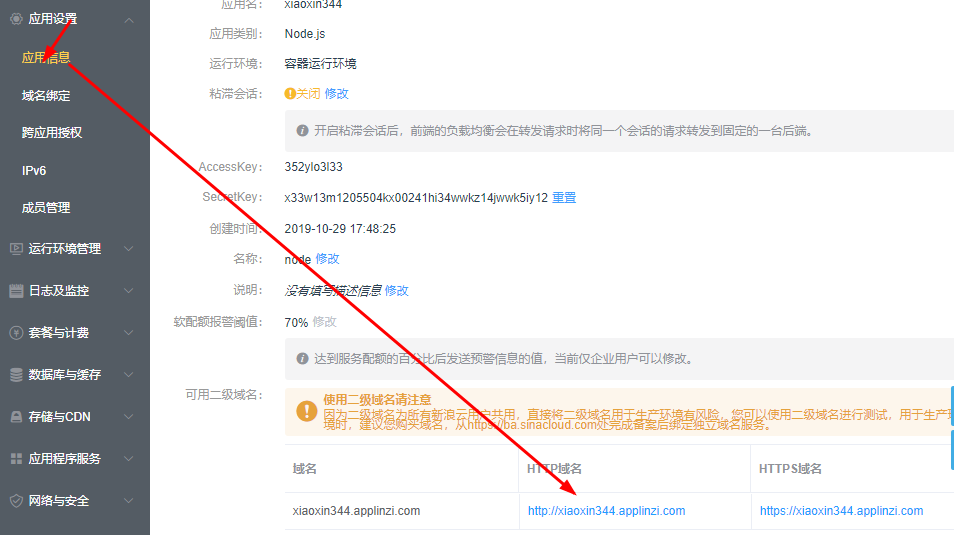 应用设置
应用信息
域名绑定
跨应用授权
IPv6
成员管理
运行环境管理
日志及监控
套餐与计费
数据库与缓存
存储与CDN
应用程序服务
网络与安全
应用名： xiaoxin344
应用类别： Node.js
运行环境： 容器运行环境
粘滞会话： 关闭 修改
开启粘滞会话后，前端的负载均衡会在转发请求时将同一个会话的请求转发到固定的一台后端。
AccessKey： 352ylo3l33
SecretKey： x33w13m1205504kx00241hi34wwkz14jwwk5iy12 重置
创建时间： 2019-10-29 17:48:25
名称： node 修改
说明： 没有填写描述信息 修改
软配额报警阈值： 70% 修改
达到服务配额的百分比后发送预警信息的值，当前仅企业用户可以修改。
可用二级域名：
使用二级域名请注意
因为二级域名为所有新浪云用户共用，直接将二级域名用于生产环境有风险，您可以使用二级域名进行测试，用于生产环
境时，建议您购买域名，从https://ba.sinacloud.com处完成备案后绑定独立域名服务。
域名 HTTP域名 HTTPS域名
xiaoxin344.applinzi.com http://xiaoxin344.applinzi.com https://xiaoxin344.applinzi.com